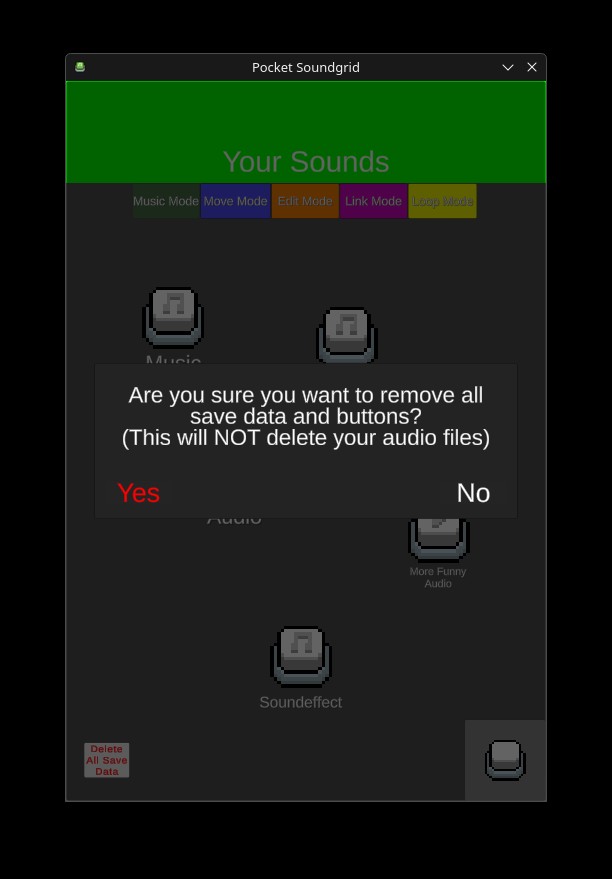 Pocket Soundgrid
Your Sounds
Music Mode Move Mode Edit Mode Link Mode Loop Mode
Music
Are you sure you want to remove all
save data and buttons?
(This will NOT delete your audio files)
Yes No
Audio
More Funny
Audio
Soundeffect
Delete
All Save
Data